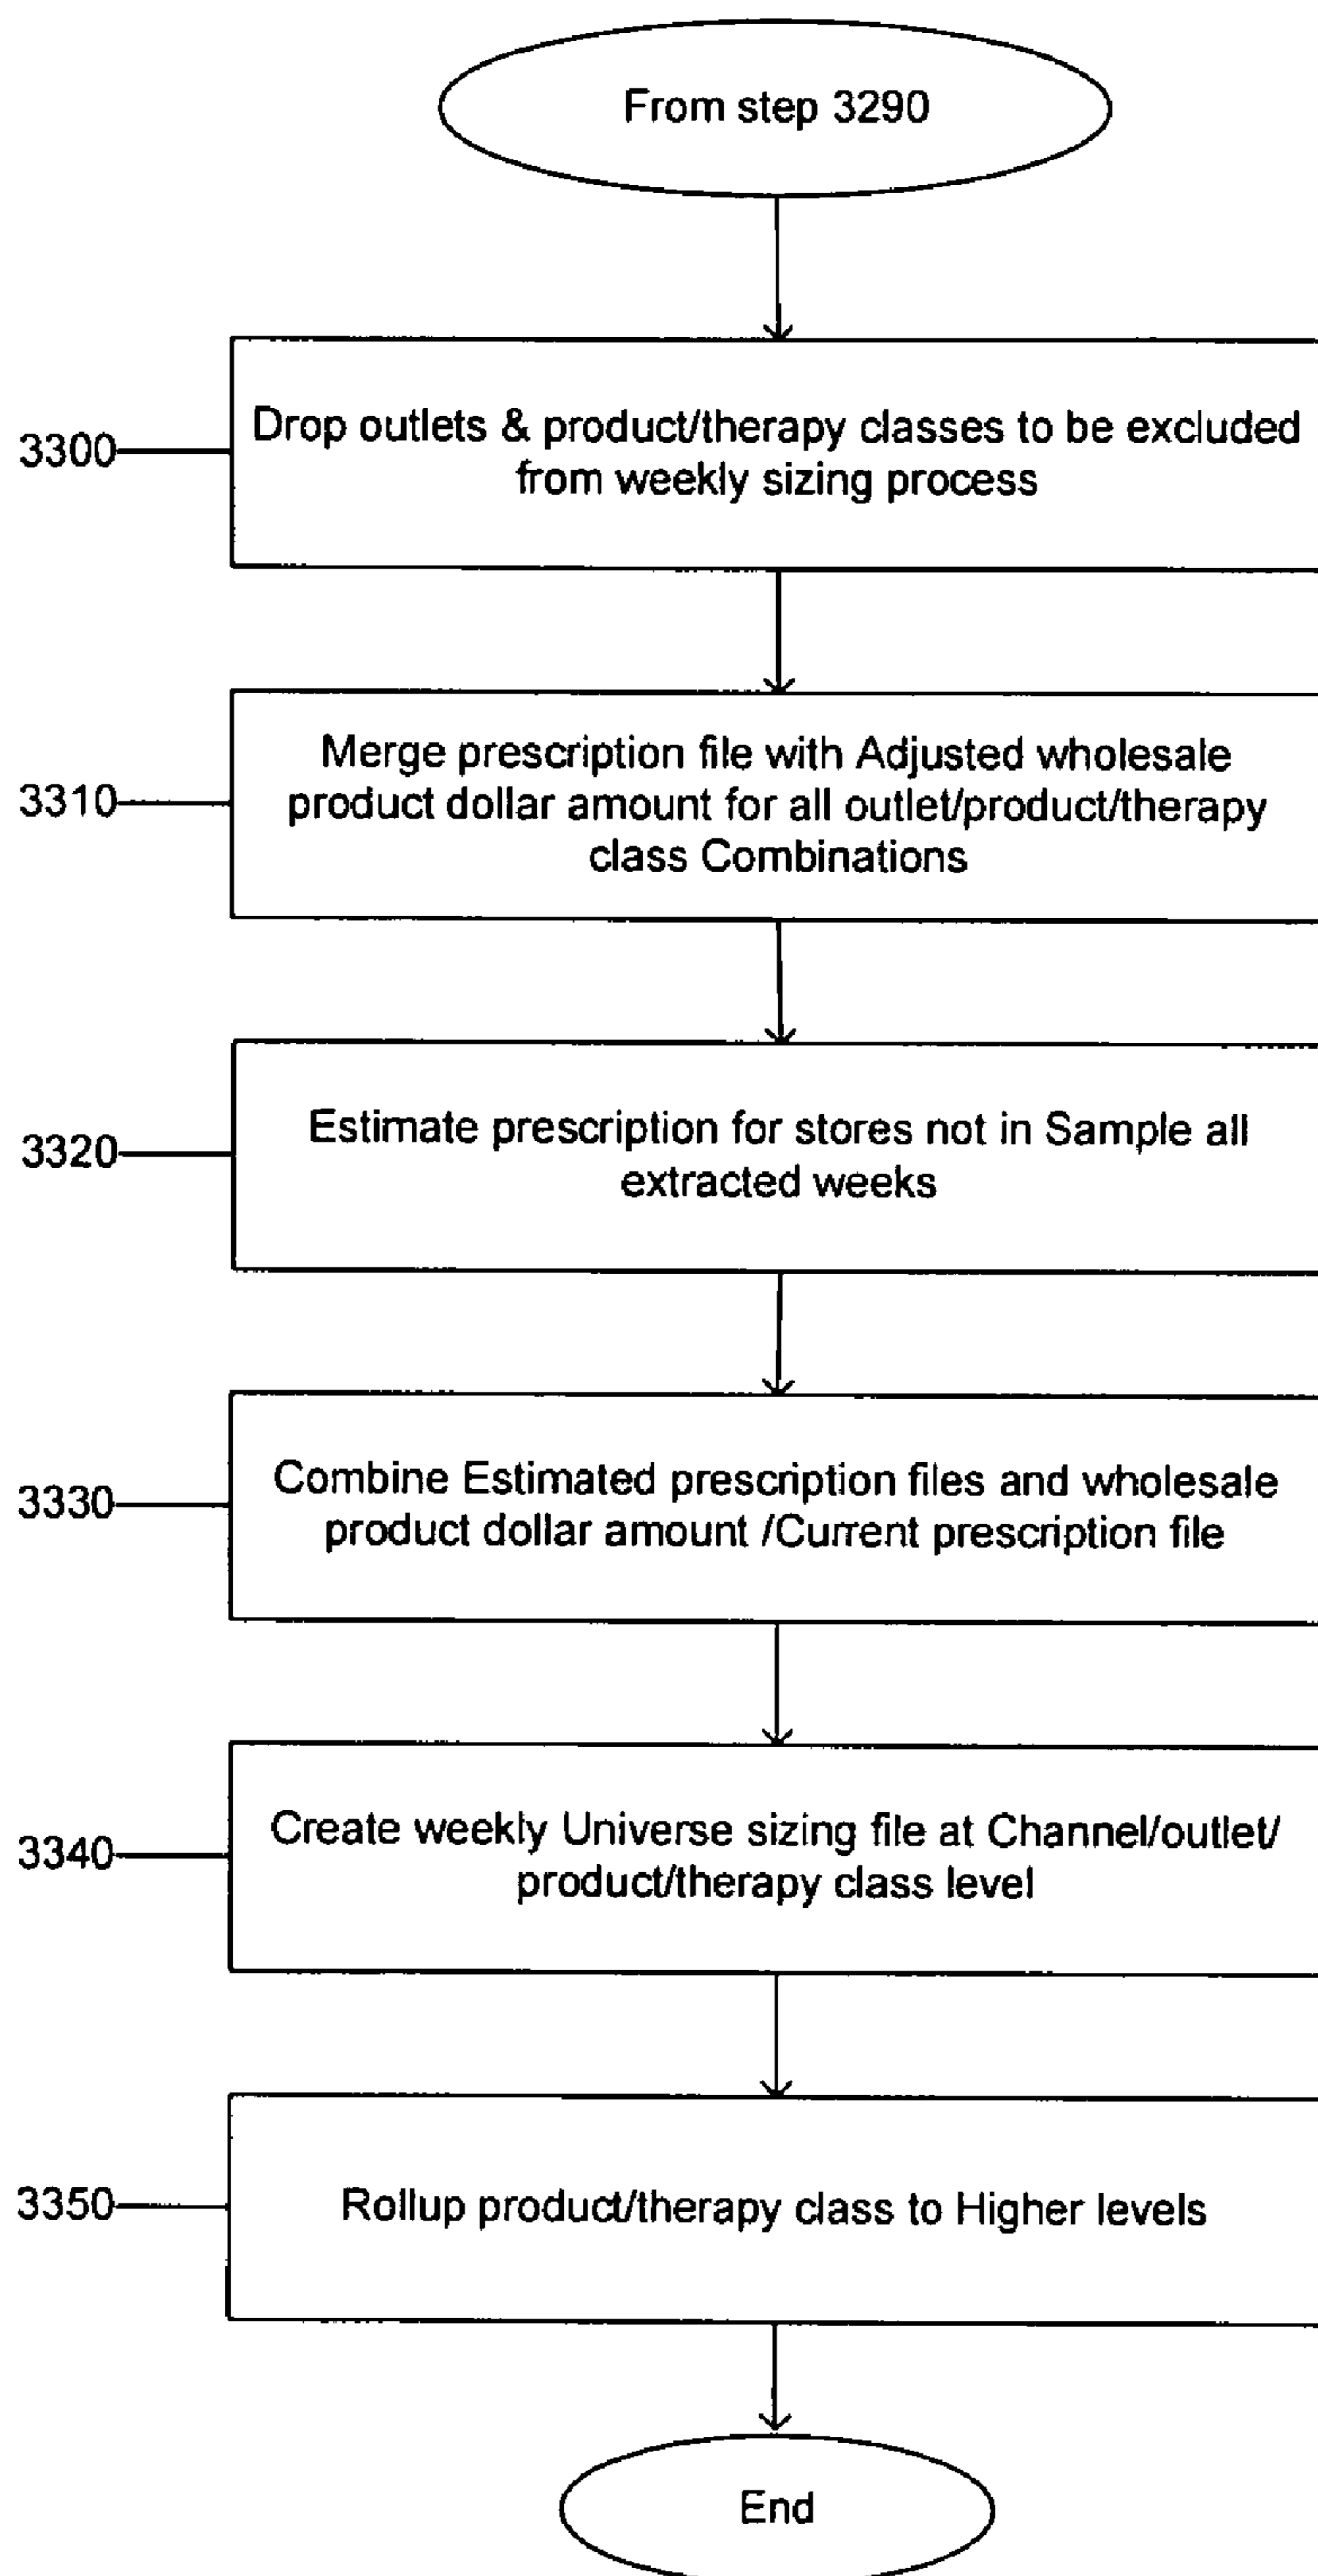 From step 3290
3300
Drop outlets & product/therapy classes to be excluded
from weekly sizing process
3310
Merge prescription file with Adjusted wholesale
product dollar amount for all outlet/product/therapy
class Combinations
3320
Estimate prescription for stores not in Sample all
extracted weeks
3330
Combine Estimated prescription files and wholesale
product dollar amount /Current prescription file
3340
Create weekly Universe sizing file at Channel/outlet/
product/therapy class level
3350
Rollup product/therapy class to Higher levels
End